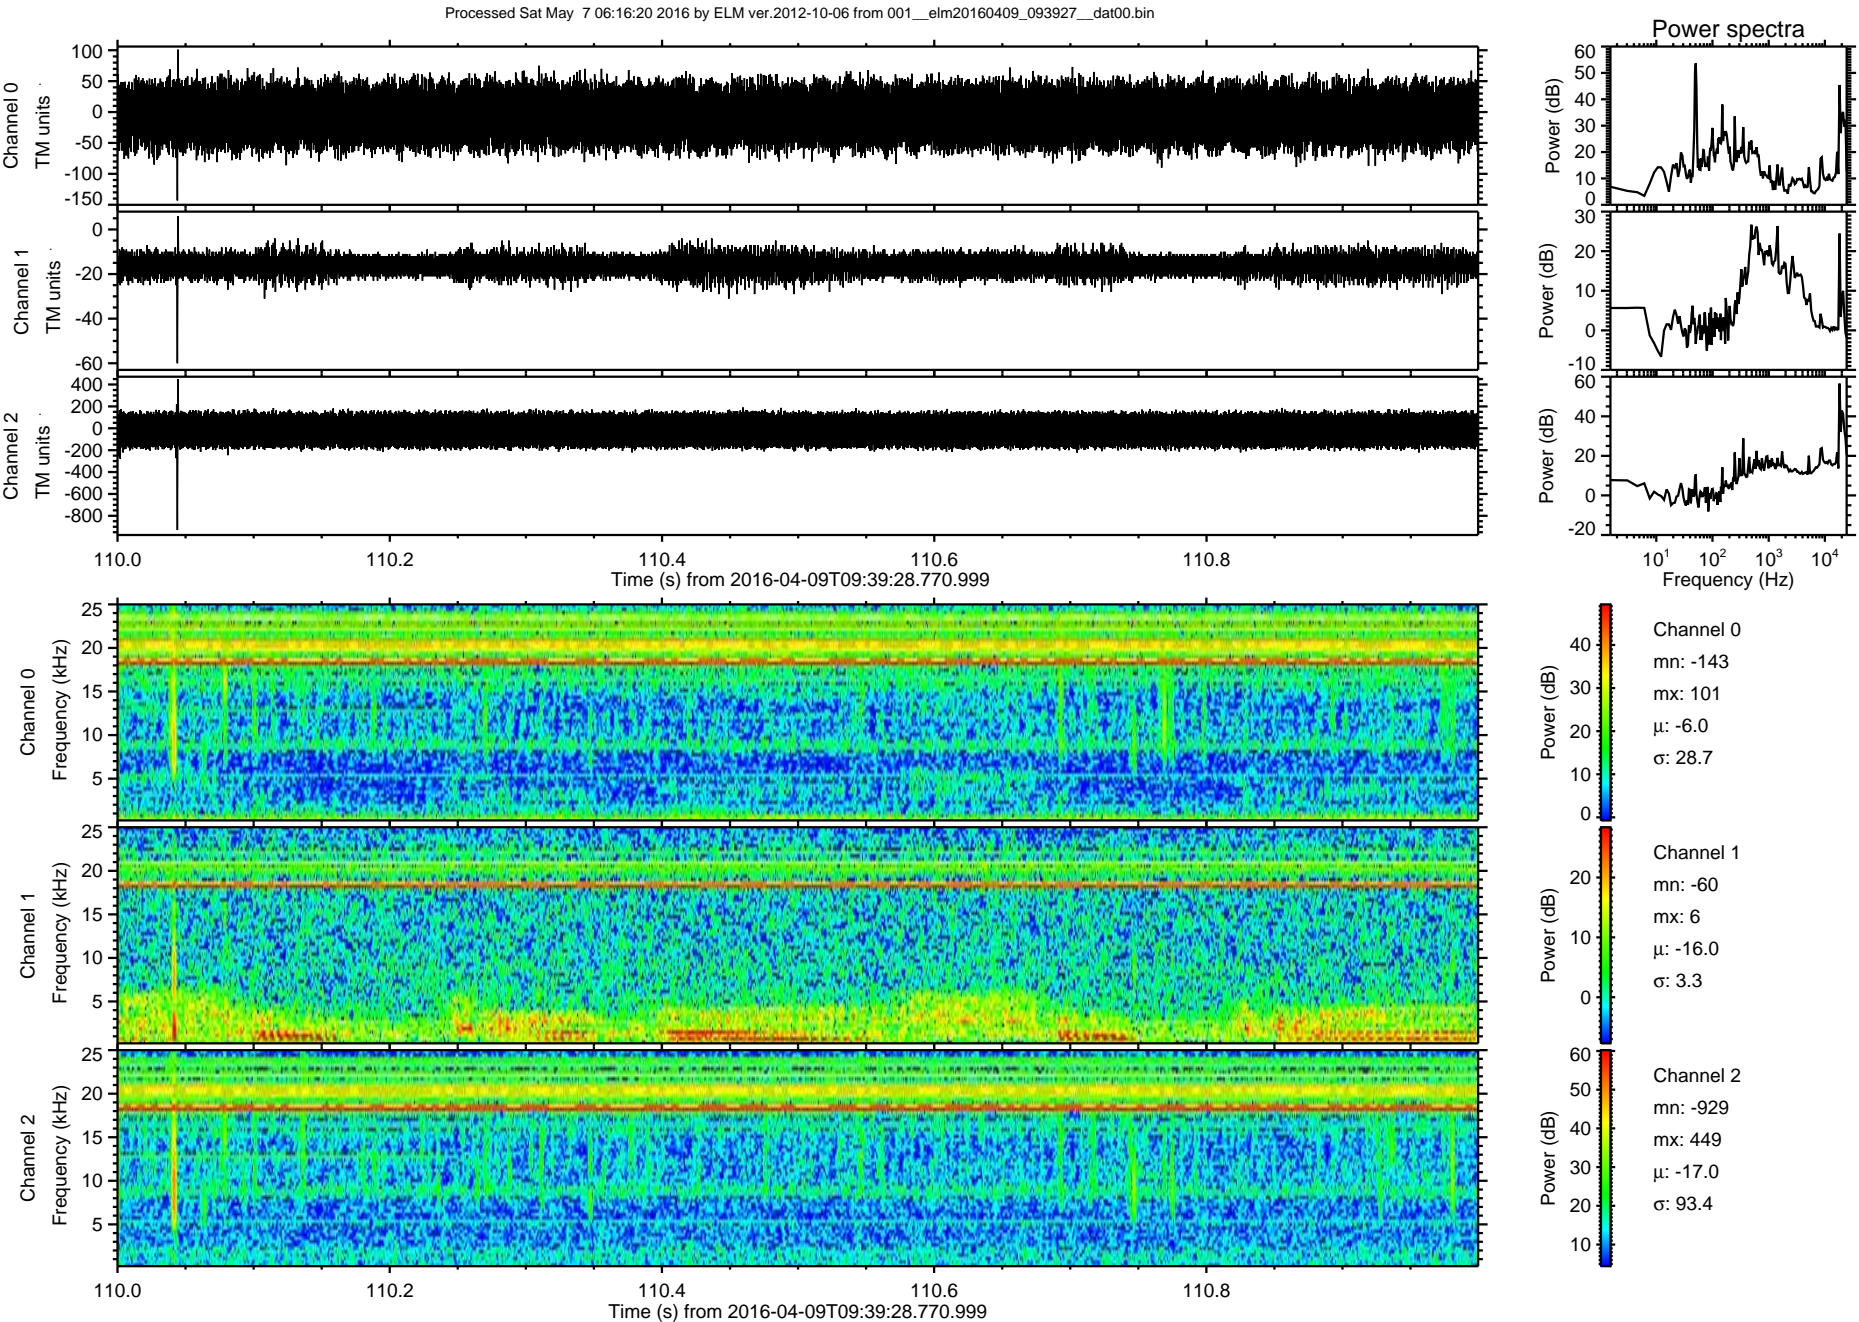 Processed Sat May  7 06:16:20 2016 by ELM ver.2012-10-06 from 001__elm20160409_093927__dat00.bin
Power spectra
Channel 0
TM units
100
50
0
-50
-100
-150
Power (dB)
60
50
40
30
20
10
0
Channel 1
TM units
0
-20
-40
-60
Power (dB)
30
20
10
0
-10
Channel 2
TM units
400
200
0
-200
-400
-600
-800
Power (dB)
60
40
20
0
-20
110.0 110.2 110.4 110.6 110.8
Time (s) from 2016-04-09T09:39:28.770.999
10^1 10^2 10^3 10^4
Frequency (Hz)
Channel 0
Frequency (kHz)
25
20
15
10
5
Power (dB)
40
30
20
10
0
Channel 0
mn: -143
mx: 101
μ: -6.0
σ: 28.7
Channel 1
Frequency (kHz)
25
20
15
10
5
Power (dB)
20
10
0
Channel 1
mn: -60
mx: 6
μ: -16.0
σ: 3.3
Channel 2
Frequency (kHz)
25
20
15
10
5
Power (dB)
60
50
40
30
20
10
Channel 2
mn: -929
mx: 449
μ: -17.0
σ: 93.4
110.0 110.2 110.4 110.6 110.8
Time (s) from 2016-04-09T09:39:28.770.999